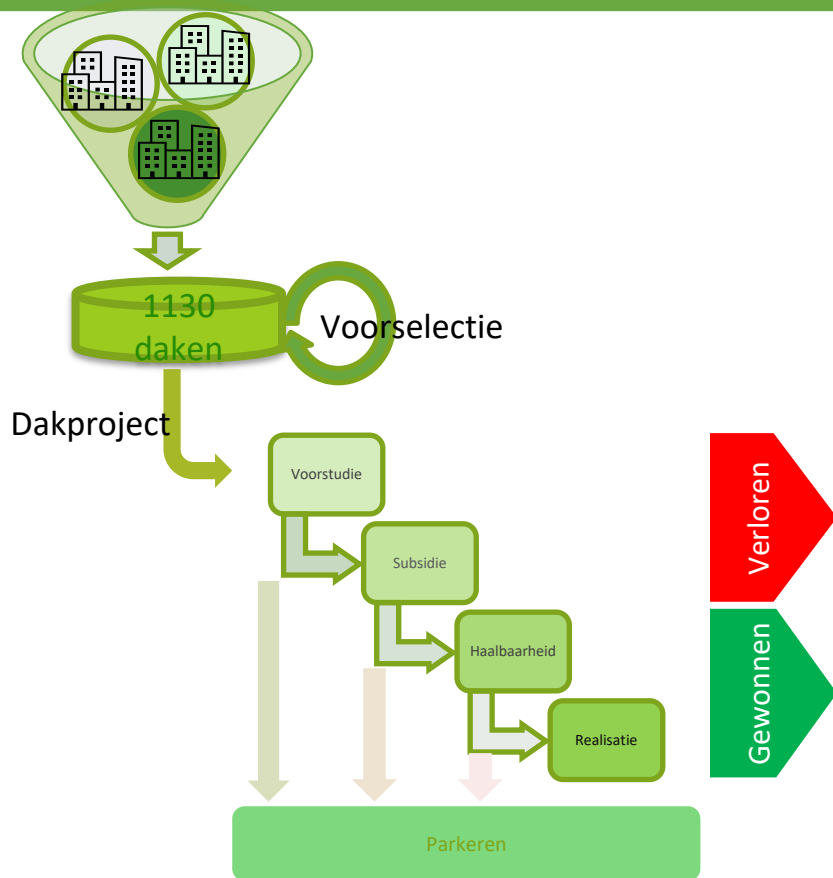 1130
daken
Voorselectie
Dakproject
Voorstudie
Subsidie
Haalbaarheid
Realisatie
Verloren
Gewonnen
Parkeren